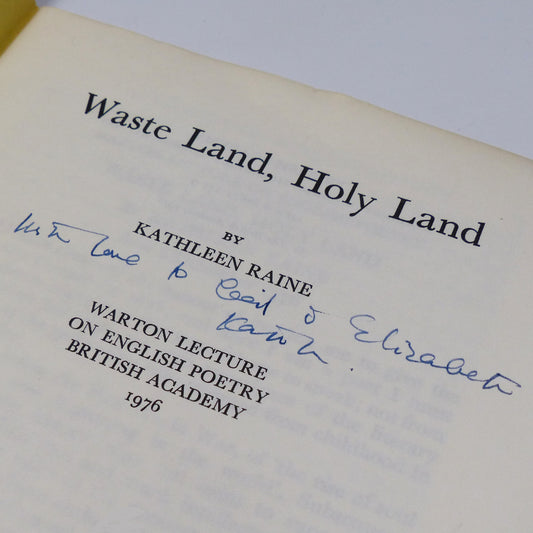 Waste Land, Holy Land
BY
KATHLEEN RAINE
With love to Cecil & Elizabeth
WARTON LECTURE
ON ENGLISH POETRY
BRITISH ACADEMY
1976